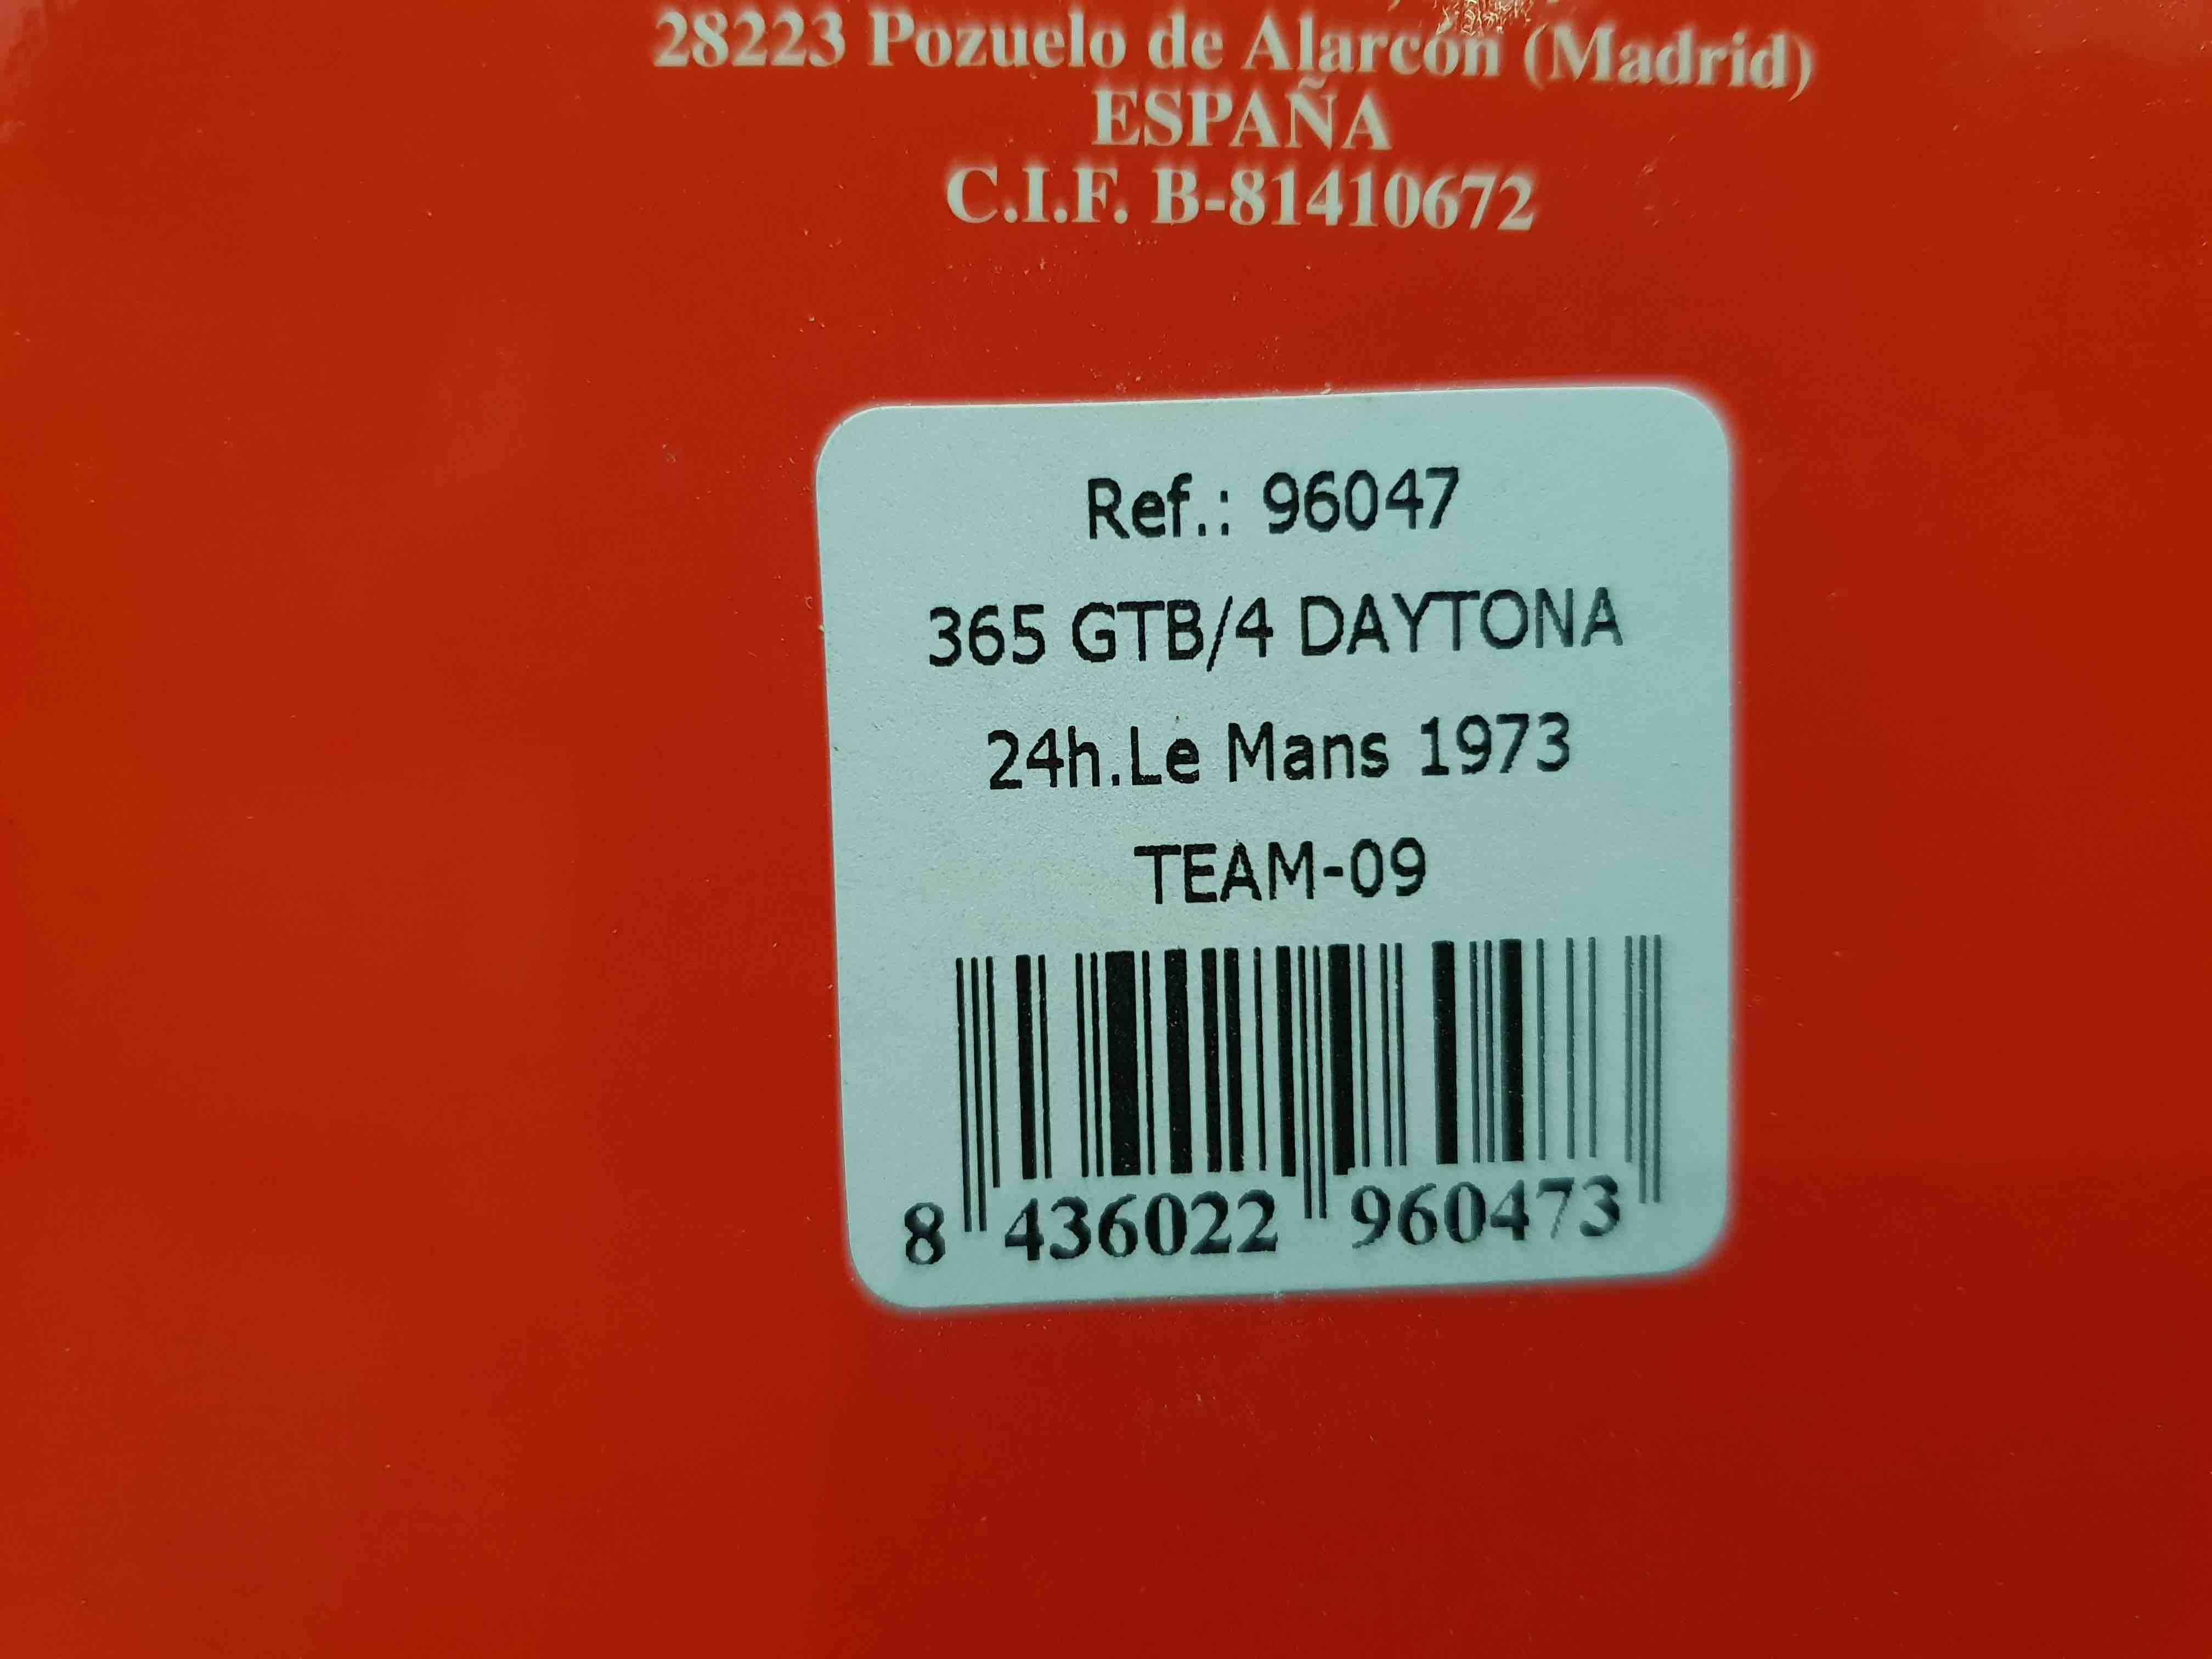 28223 Pozuelo de Alarcón (Madrid)
ESPAÑA
C.I.F. B-81410672
Ref.: 96047
365 GTB/4 DAYTONA
24h.Le Mans 1973
TEAM-09
8 436022 960473